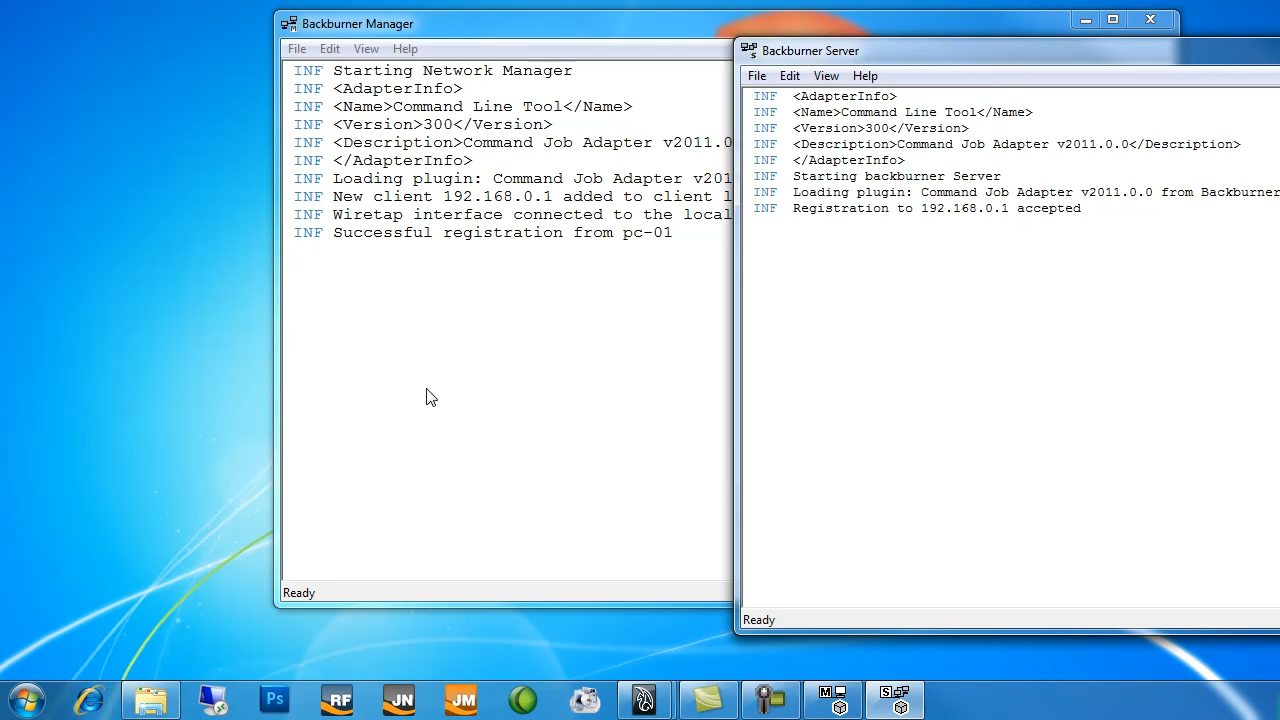 Backburner Manager
File Edit View Help
INF Starting Network Manager
INF <AdapterInfo>
INF <Name>Command Line Tool</Name>
INF <Version>300</Version>
INF <Description>Command Job Adapter v2011.0.0
INF </AdapterInfo>
INF Loading plugin: Command Job Adapter v201
INF New client 192.168.0.1 added to client l
INF Wiretap interface connected to the local
INF Successful registration from pc-01
Ready
Backburner Server
File Edit View Help
INF <AdapterInfo>
INF <Name>Command Line Tool</Name>
INF <Version>300</Version>
INF <Description>Command Job Adapter v2011.0.0</Description>
INF </AdapterInfo>
INF Starting backburner Server
INF Loading plugin: Command Job Adapter v2011.0.0 from Backburner
INF Registration to 192.168.0.1 accepted
Ready
Ps RF JN JM M S